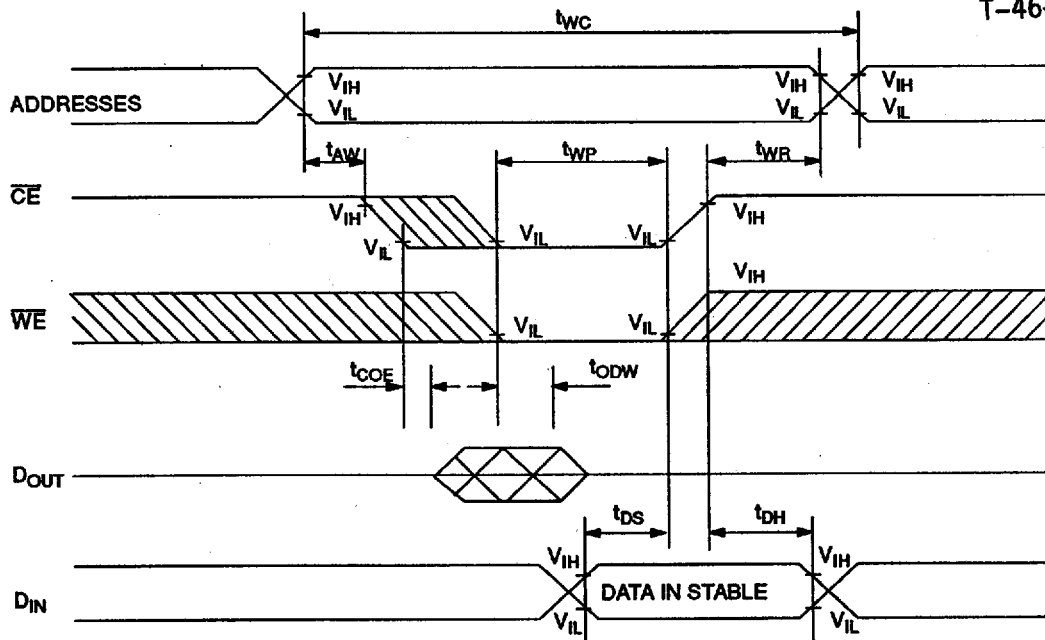 T-46-
tWC
ADDRESSES
VIH
VIL
VIH
VIL
VIH
VIL
tAW
tWP
tWR
CE
VIH
VIL
VIL
VIL
VIH
WE
VIL
VIL
VIH
tCOE
tODW
DOUT
tDS
tDH
DIN
VIH
VIL
DATA IN STABLE
VIH
VIL